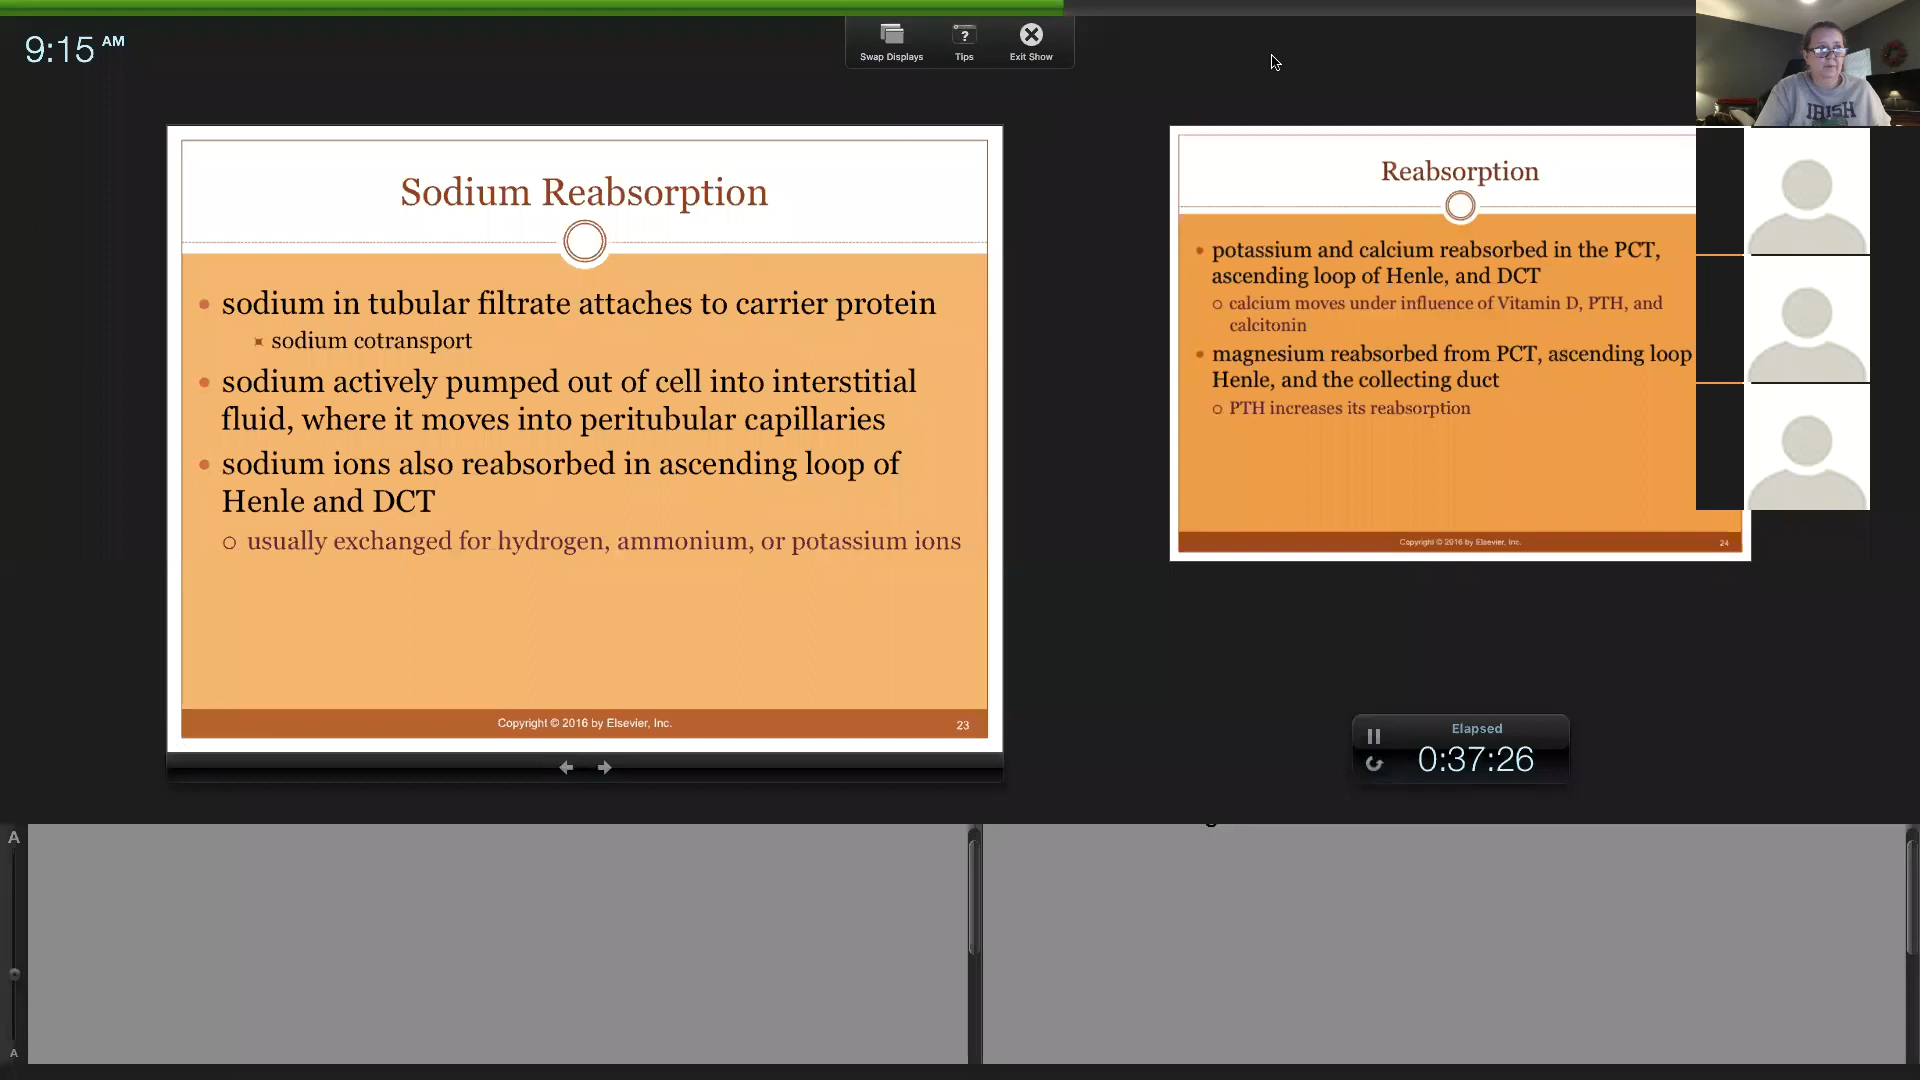 9:15 AM
Swap Displays
Tips
Exit Show
IRISH
Sodium Reabsorption
• sodium in tubular filtrate attaches to carrier protein
sodium cotransport
• sodium actively pumped out of cell into interstitial
fluid, where it moves into peritubular capillaries
• sodium ions also reabsorbed in ascending loop of
Henle and DCT
○ usually exchanged for hydrogen, ammonium, or potassium ions
Copyright © 2016 by Elsevier, Inc.
23
Reabsorption
• potassium and calcium reabsorbed in the PCT,
ascending loop of Henle, and DCT
○ calcium moves under influence of Vitamin D, PTH, and
calcitonin
• magnesium reabsorbed from PCT, ascending loop
Henle, and the collecting duct
○ PTH increases its reabsorption
Copyright © 2016 by Elsevier, Inc.
24
Elapsed
0:37:26
A
A